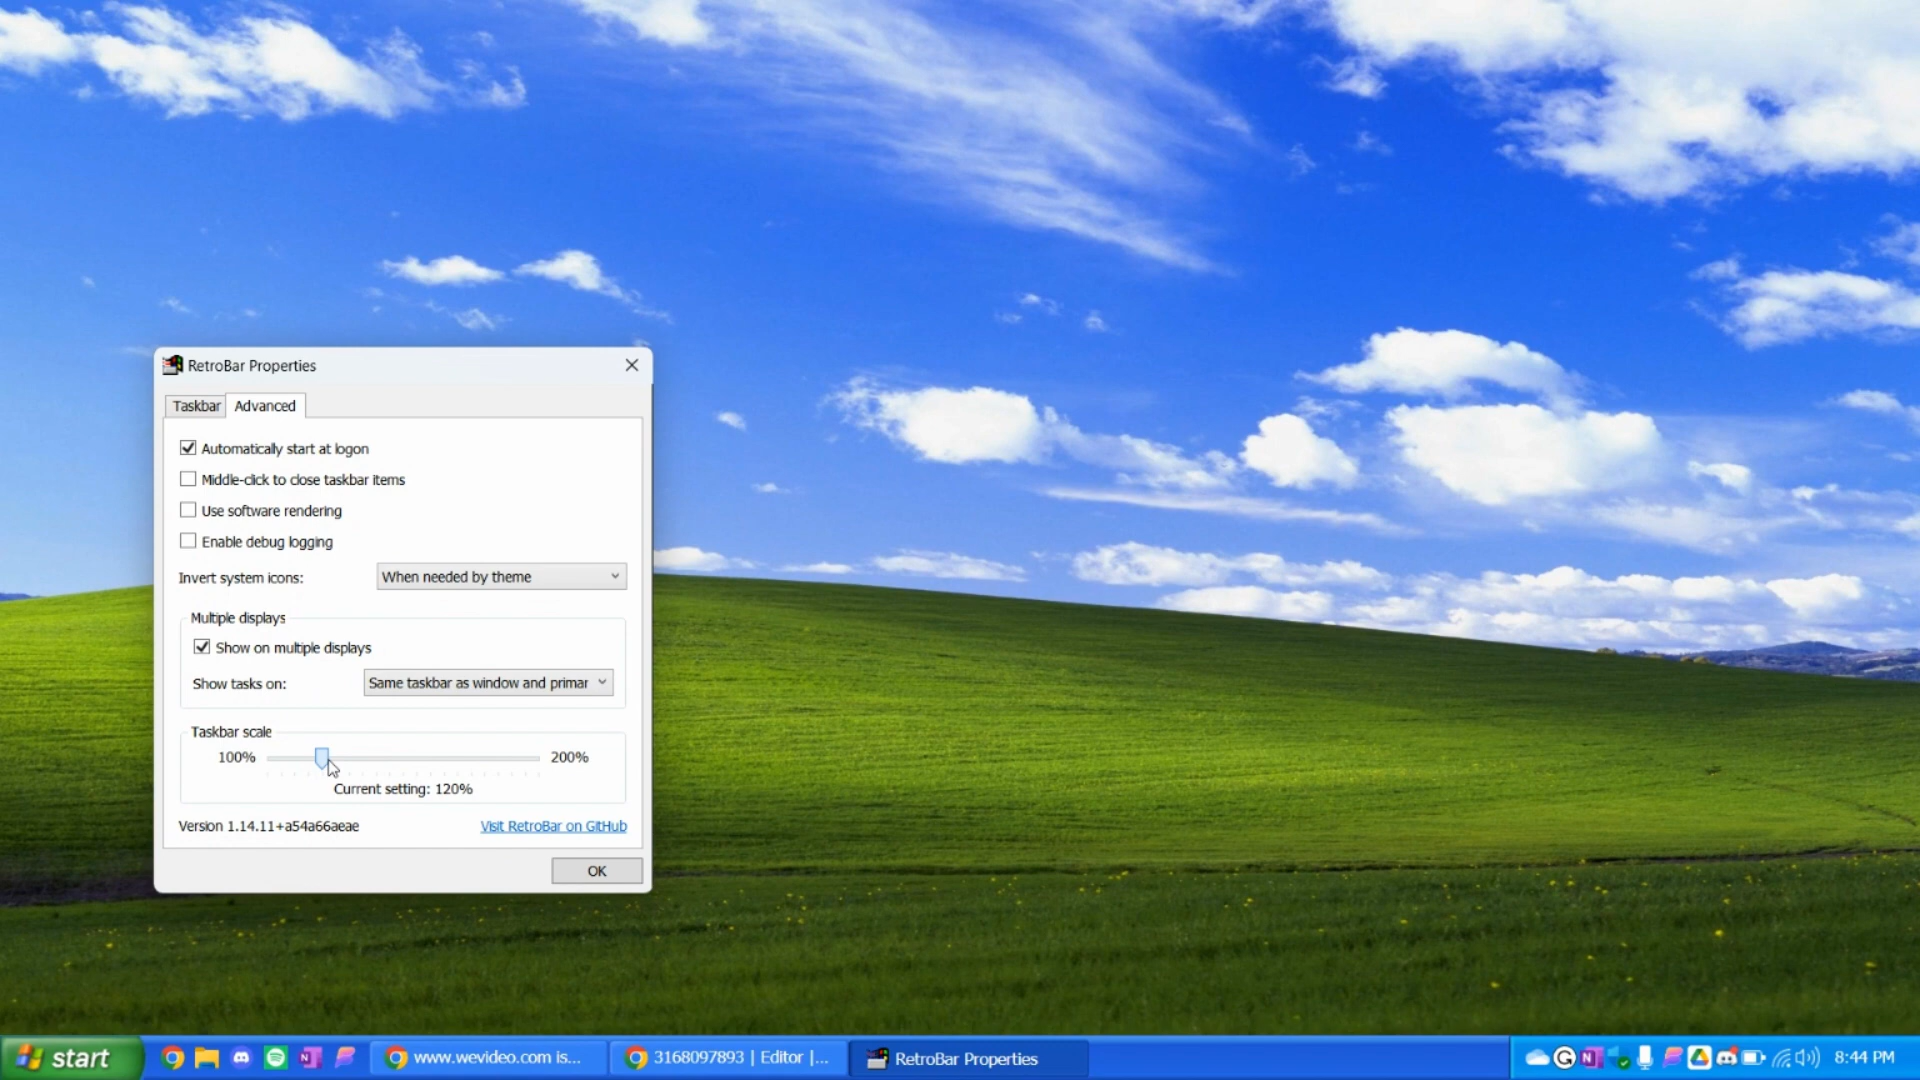 RetroBar Properties
Taskbar
Advanced
Automatically start at logon
Middle-click to close taskbar items
Use software rendering
Enable debug logging
Invert system icons:
When needed by theme
Multiple displays
Show on multiple displays
Show tasks on:
Same taskbar as window and primar
Taskbar scale
100%
200%
Current setting: 120%
Version 1.14.11+a54a66aeae
Visit RetroBar on GitHub
OK
start
www.wevideo.com is...
3168097893 | Editor |...
RetroBar Properties
8:44 PM